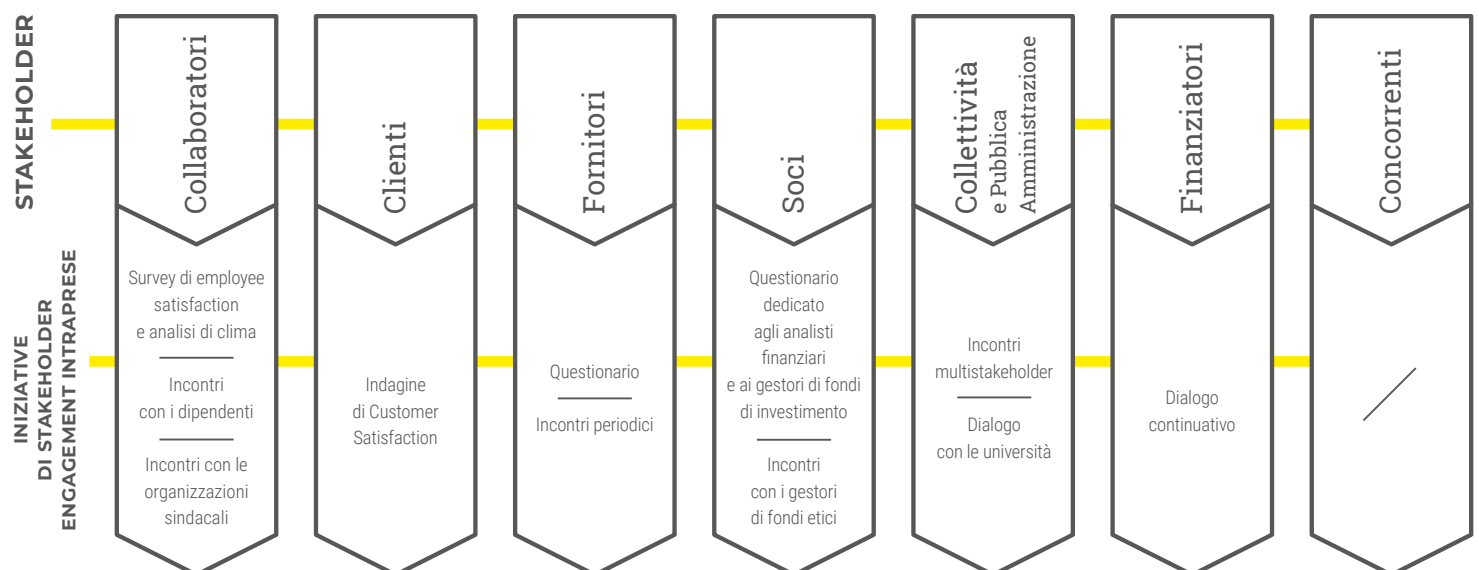 STAKEHOLDER
Collaboratori
Clienti
Fornitori
Soci
Collettività
e Pubblica
Amministrazione
Finanziatori
Concorrenti
INIZIATIVE
DI STAKEHOLDER
ENGAGEMENT INTRAPRESE
Survey di employee
satisfaction
e analisi di clima
Incontri
con i dipendenti
Incontri con le
organizzazioni
sindacali
Indagine
di Customer
Satisfaction
Questionario
Incontri periodici
Questionario
dedicato
agli analisti
finanziari
e ai gestori di fondi
di investimento
Incontri
con i gestori
di fondi etici
Incontri
multistakeholder
Dialogo
con le università
Dialogo
continuativo